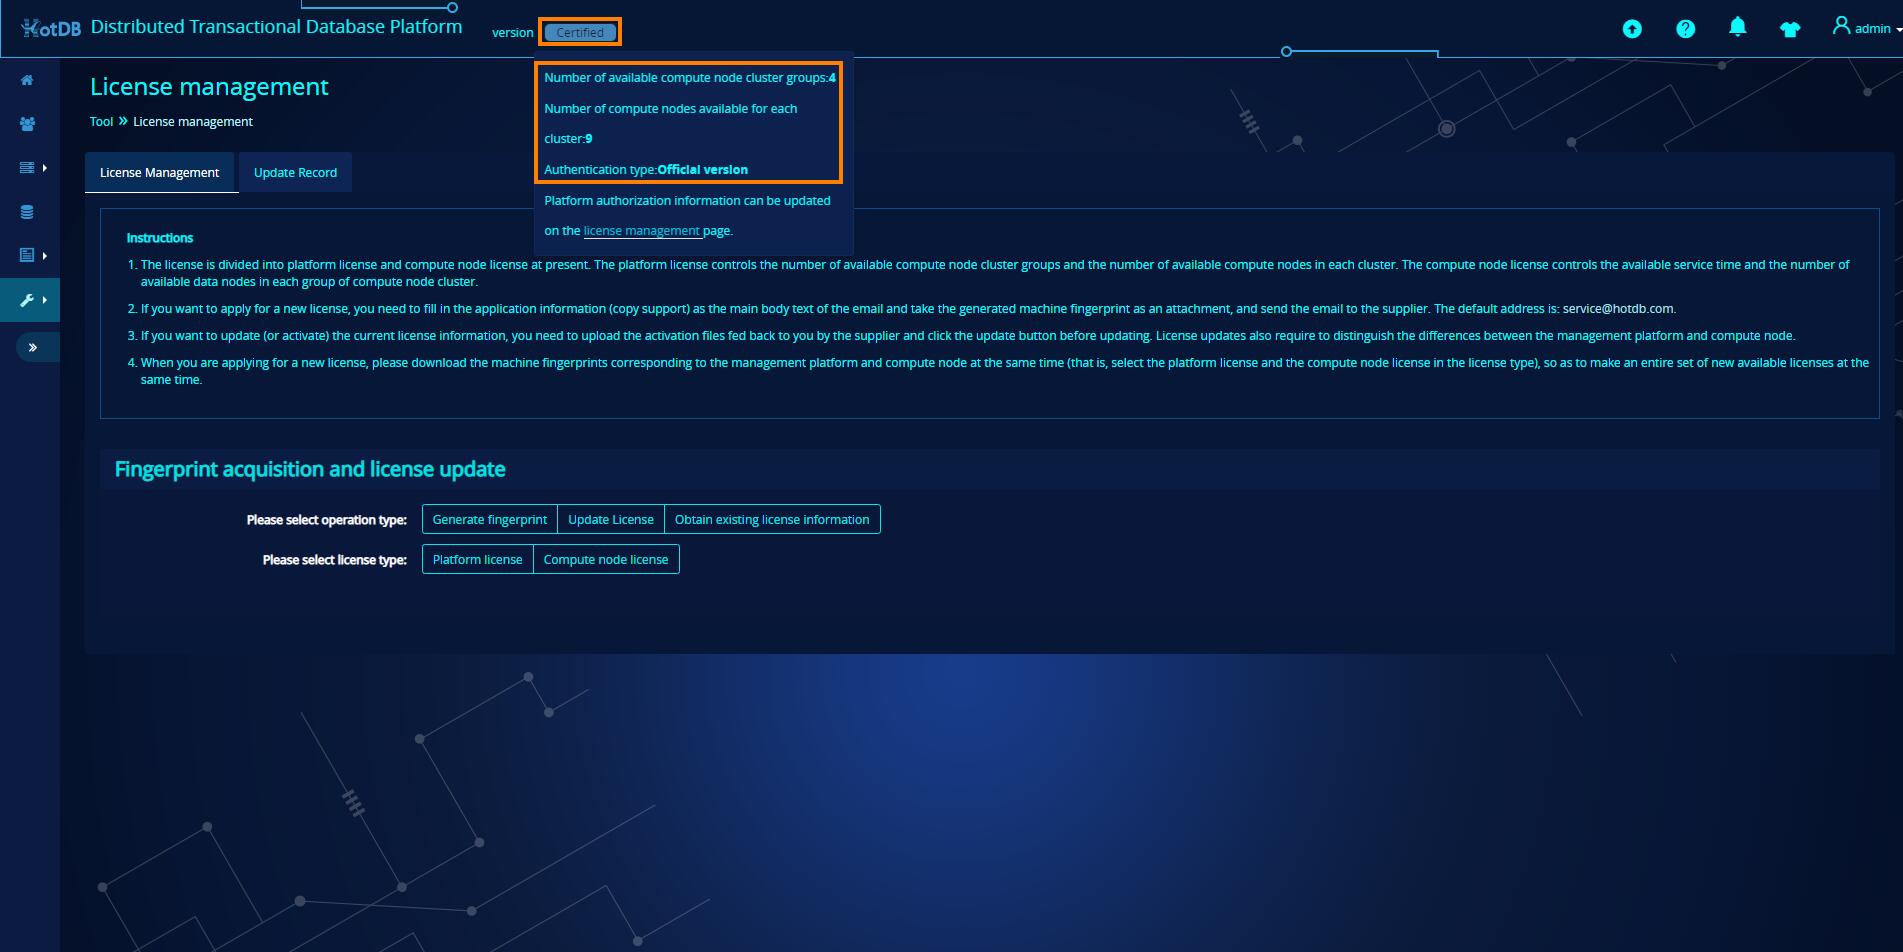 HotDB Distributed Transactional Database Platform version Certified admin
Number of available compute node cluster groups:4
Number of compute nodes available for each
cluster:9
Authentication type:Official version
Platform authorization information can be updated
on the license management page.
License management
Tool » License management
License Management Update Record
Instructions
1. The license is divided into platform license and compute node license at present. The platform license controls the number of available compute node cluster groups and the number of available compute nodes in each cluster. The compute node license controls the available service time and the number of
available data nodes in each group of compute node cluster.
2. If you want to apply for a new license, you need to fill in the application information (copy support) as the main body text of the email and take the generated machine fingerprint as an attachment, and send the email to the supplier. The default address is: service@hotdb.com.
3. If you want to update (or activate) the current license information, you need to upload the activation files fed back to you by the supplier and click the update button before updating. License updates also require to distinguish the differences between the management platform and compute node.
4. When you are applying for a new license, please download the machine fingerprints corresponding to the management platform and compute node at the same time (that is, select the platform license and the compute node license in the license type), so as to make an entire set of new available licenses at the
same time.
Fingerprint acquisition and license update
Please select operation type: Generate fingerprint Update License Obtain existing license information
Please select license type: Platform license Compute node license